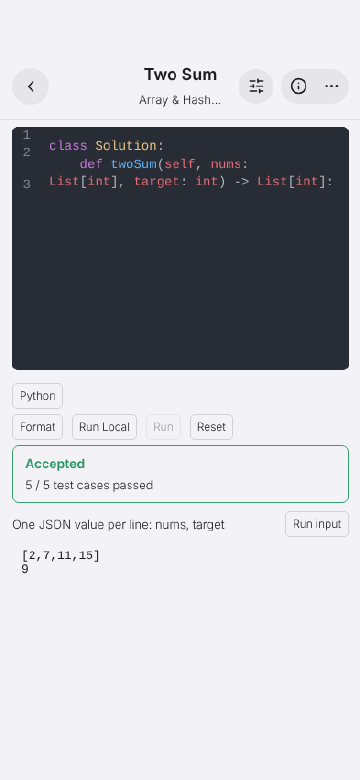 Two Sum
Array & Hash...
1
2 class Solution:
def twoSum(self, nums:
3 List[int], target: int) -> List[int]:
Python
Format Run Local Run Reset
Accepted
5 / 5 test cases passed
One JSON value per line: nums, target Run input
[2,7,11,15]
9